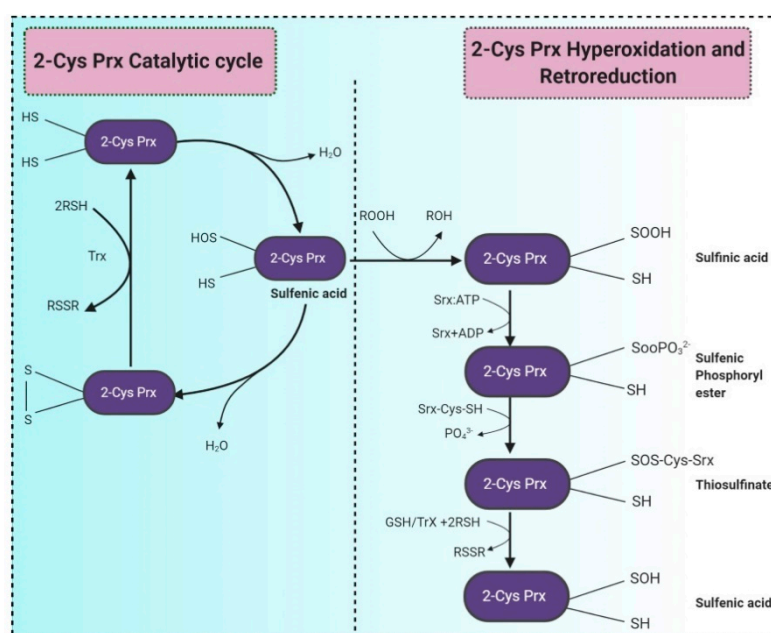 2-Cys Prx Catalytic cycle
HS
HS
2-Cys Prx
H₂O
2RSH
Trx
RSSR
HOS
HS
2-Cys Prx
Sulfenic acid
S
S
2-Cys Prx
H₂O
2-Cys Prx Hyperoxidation and
Retroreduction
ROOH
ROH
2-Cys Prx
SOOH
SH
Sulfinic acid
Srx:ATP
Srx+ADP
2-Cys Prx
SooPO₃²⁻
SH
Sulfenic
Phosphoryl
ester
Srx-Cys-SH
PO₄³⁻
2-Cys Prx
SOS-Cys-Srx
SH
Thiosulfinate
GSH/TrX +2RSH
RSSR
2-Cys Prx
SOH
SH
Sulfenic acid